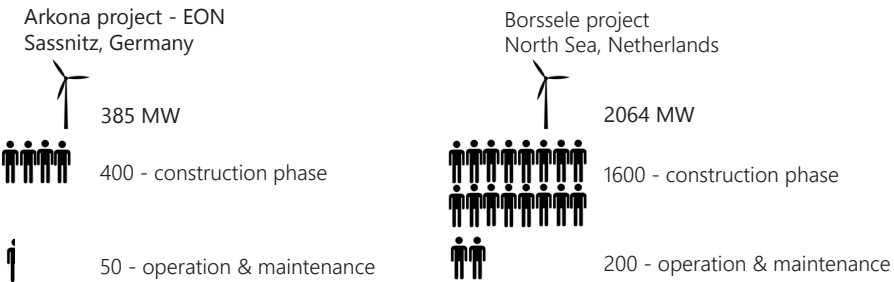 Arkona project - EON
Sassnitz, Germany
385 MW
400 - construction phase
50 - operation & maintenance
Borssele project
North Sea, Netherlands
2064 MW
1600 - construction phase
200 - operation & maintenance